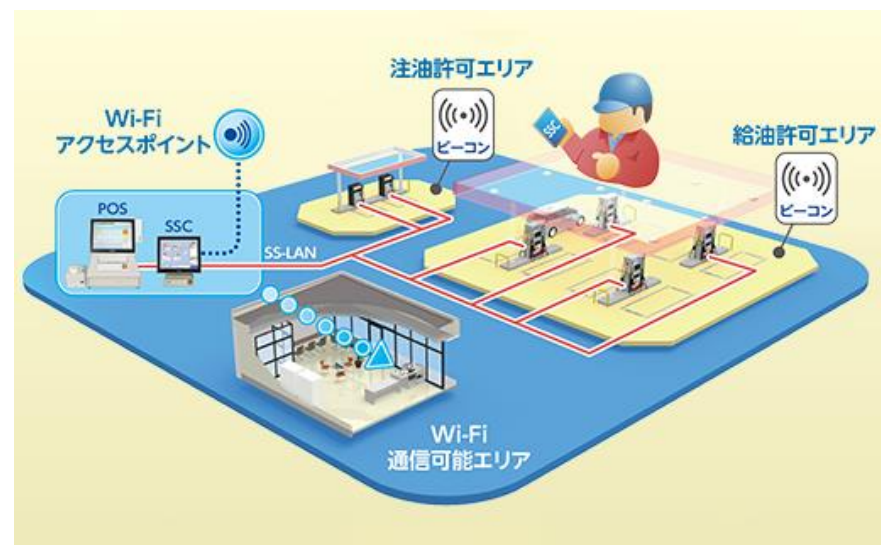 注油許可エリア
ビーコン
Wi-Fi
アクセスポイント
給油許可エリア
ビーコン
SSC
POS
SSC
SS-LAN
Wi-Fi
通信可能エリア